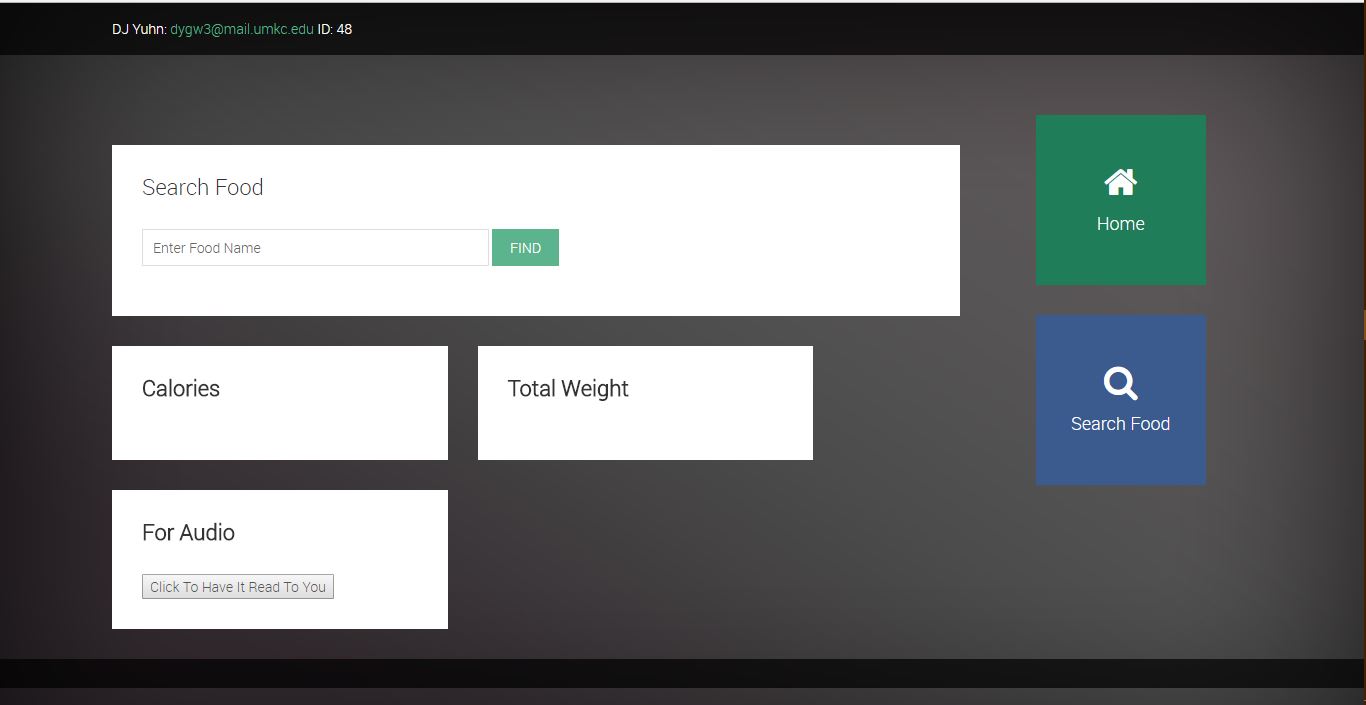 DJ Yuhn: dygw3@mail.umkc.edu ID: 48
Search Food
Enter Food Name FIND
Calories
Total Weight
For Audio
Click To Have It Read To You
Home
Search Food